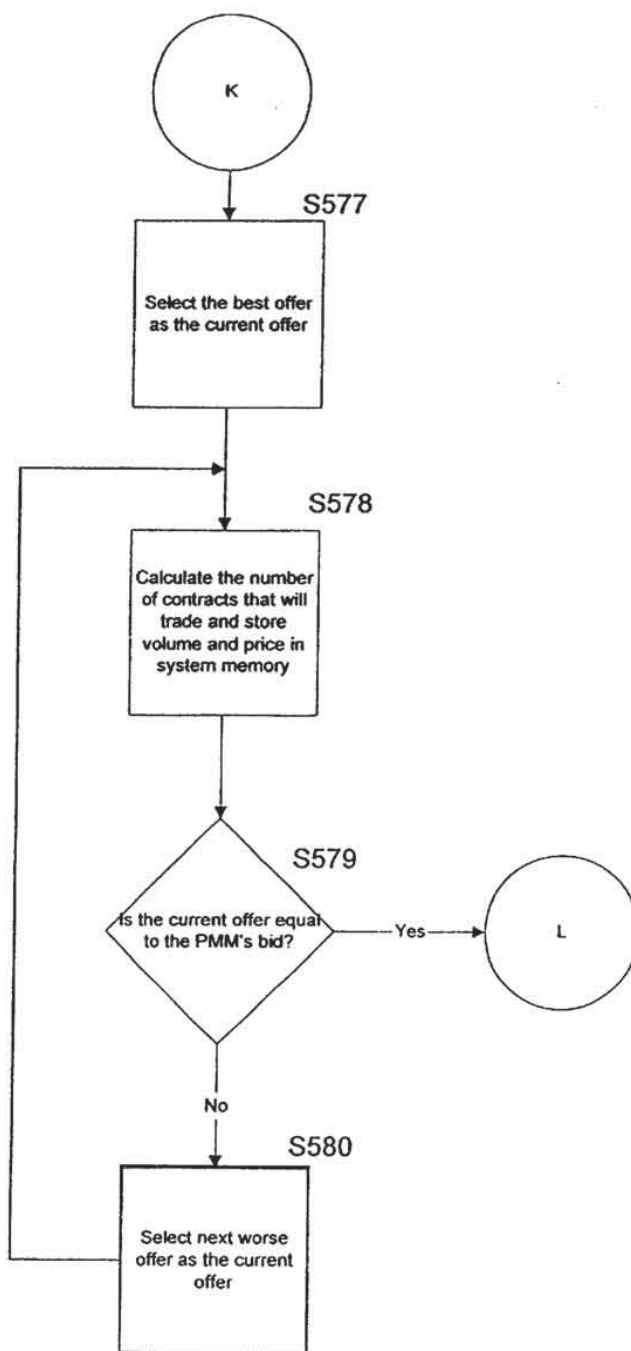 K
S577
Select the best offer
as the current offer
S578
Calculate the number
of contracts that will
trade and store
volume and price in
system memory
S579
Is the current offer equal
to the PMM's bid?
Yes
L
No
S580
Select next worse
offer as the current
offer